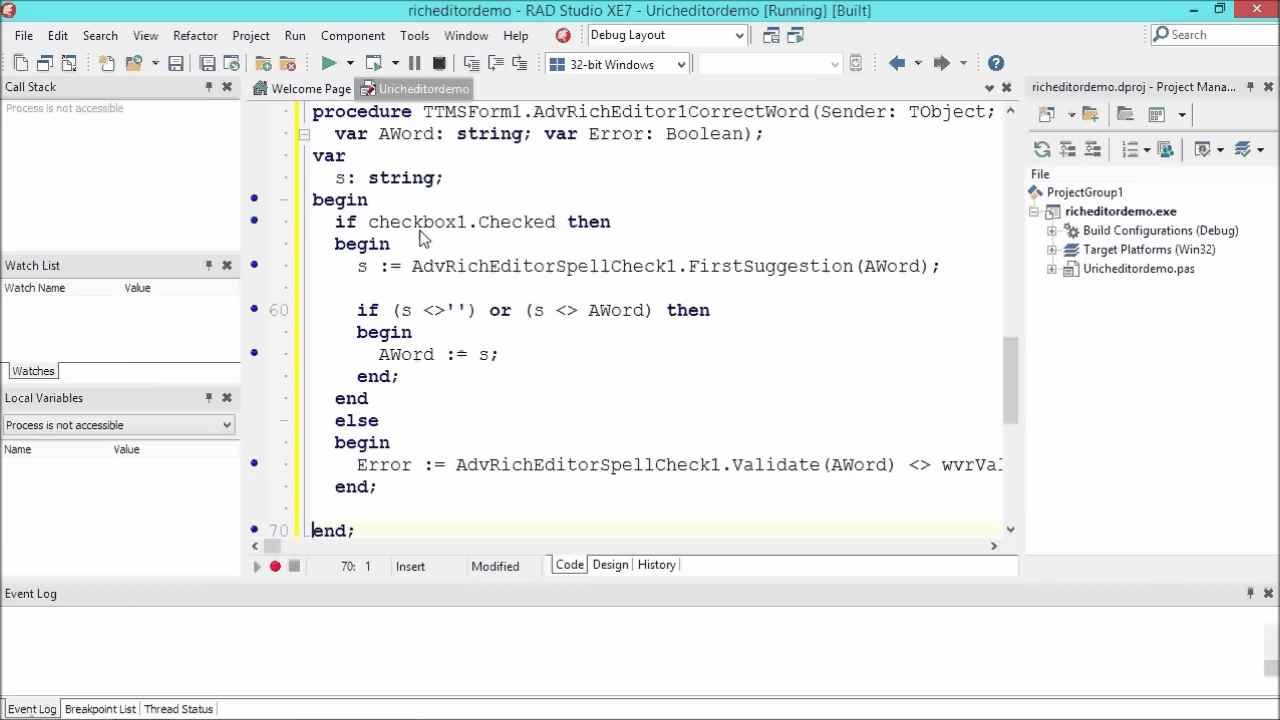 richeditordemo - RAD Studio XE7 - Uricheditordemo [Running] [Built]
File Edit Search View Refactor Project Run Component Tools Window Help Debug Layout Search
32-bit Windows
Call Stack
Process is not accessible
Watch List
Watch Name Value
Watches
Local Variables
Process is not accessible
Name Value
Welcome Page Uricheditordemo
procedure TTMSForm1.AdvRichEditor1CorrectWord(Sender: TObject;
var AWord: string; var Error: Boolean);
var
s: string;
begin
if checkbox1.Checked then
begin
s := AdvRichEditorSpellCheck1.FirstSuggestion(AWord);
60 if (s <>'') or (s <> AWord) then
begin
AWord := s;
end;
end
else
begin
Error := AdvRichEditorSpellCheck1.Validate(AWord) <> wvrVal
end;
70 end;
70: 1 Insert Modified Code Design History
richeditordemo.dproj - Project Mana...
File
ProjectGroup1
richeditordemo.exe
Build Configurations (Debug)
Target Platforms (Win32)
Uricheditordemo.pas
Event Log
Event Log Breakpoint List Thread Status